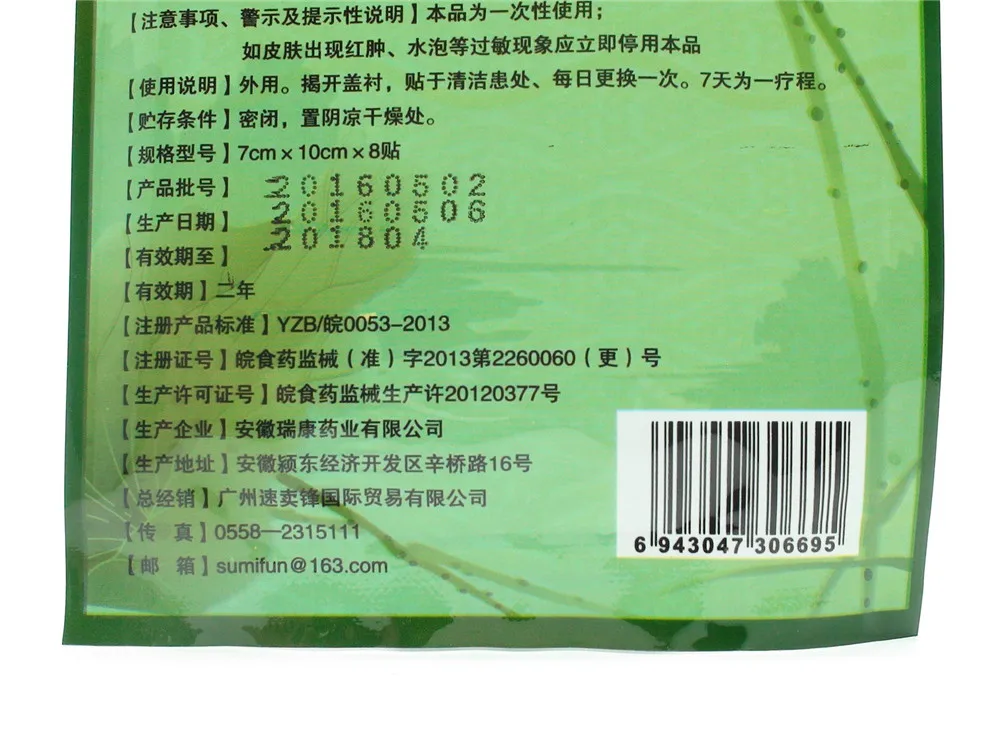 【注意事项、警示及提示性说明】本品为一次性使用；
如皮肤出现红肿、水泡等过敏现象应立即停用本品
【使用说明】外用。揭开盖衬，贴于清洁患处、每日更换一次。7天为一疗程。
【贮存条件】密闭，置阴凉干燥处。
【规格型号】7cm×10cm×8贴
【产品批号】20160502
【生产日期】20160506
【有效期至】201804
【有效期】二年
【注册产品标准】YZB/皖0053-2013
【注册证号】皖食药监械（准）字2013第2260060（更）号
【生产许可证号】皖食药监械生产许20120377号
【生产企业】安徽瑞康药业有限公司
【生产地址】安徽颍东经济开发区辛桥路16号
【总经销】广州速卖锋国际贸易有限公司
【传 真】0558—2315111
【邮 箱】sumifun@163.com
6 943047 306695